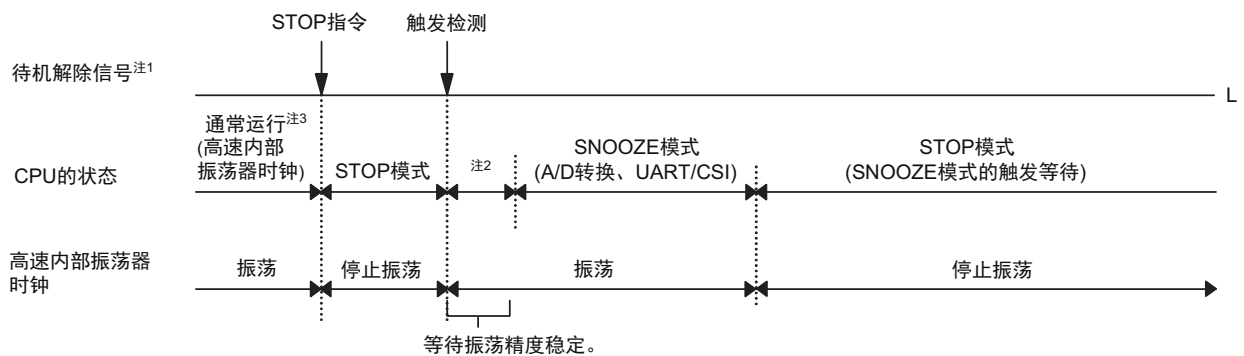 STOP指令 触发检测
待机解除信号注1
L
通常运行注3
(高速内部
振荡器时钟)
CPU的状态
STOP模式
注2
SNOOZE模式
(A/D转换、UART/CSI)
STOP模式
(SNOOZE模式的触发等待)
高速内部振荡器
时钟
振荡 停止振荡 振荡 停止振荡
等待振荡精度稳定。